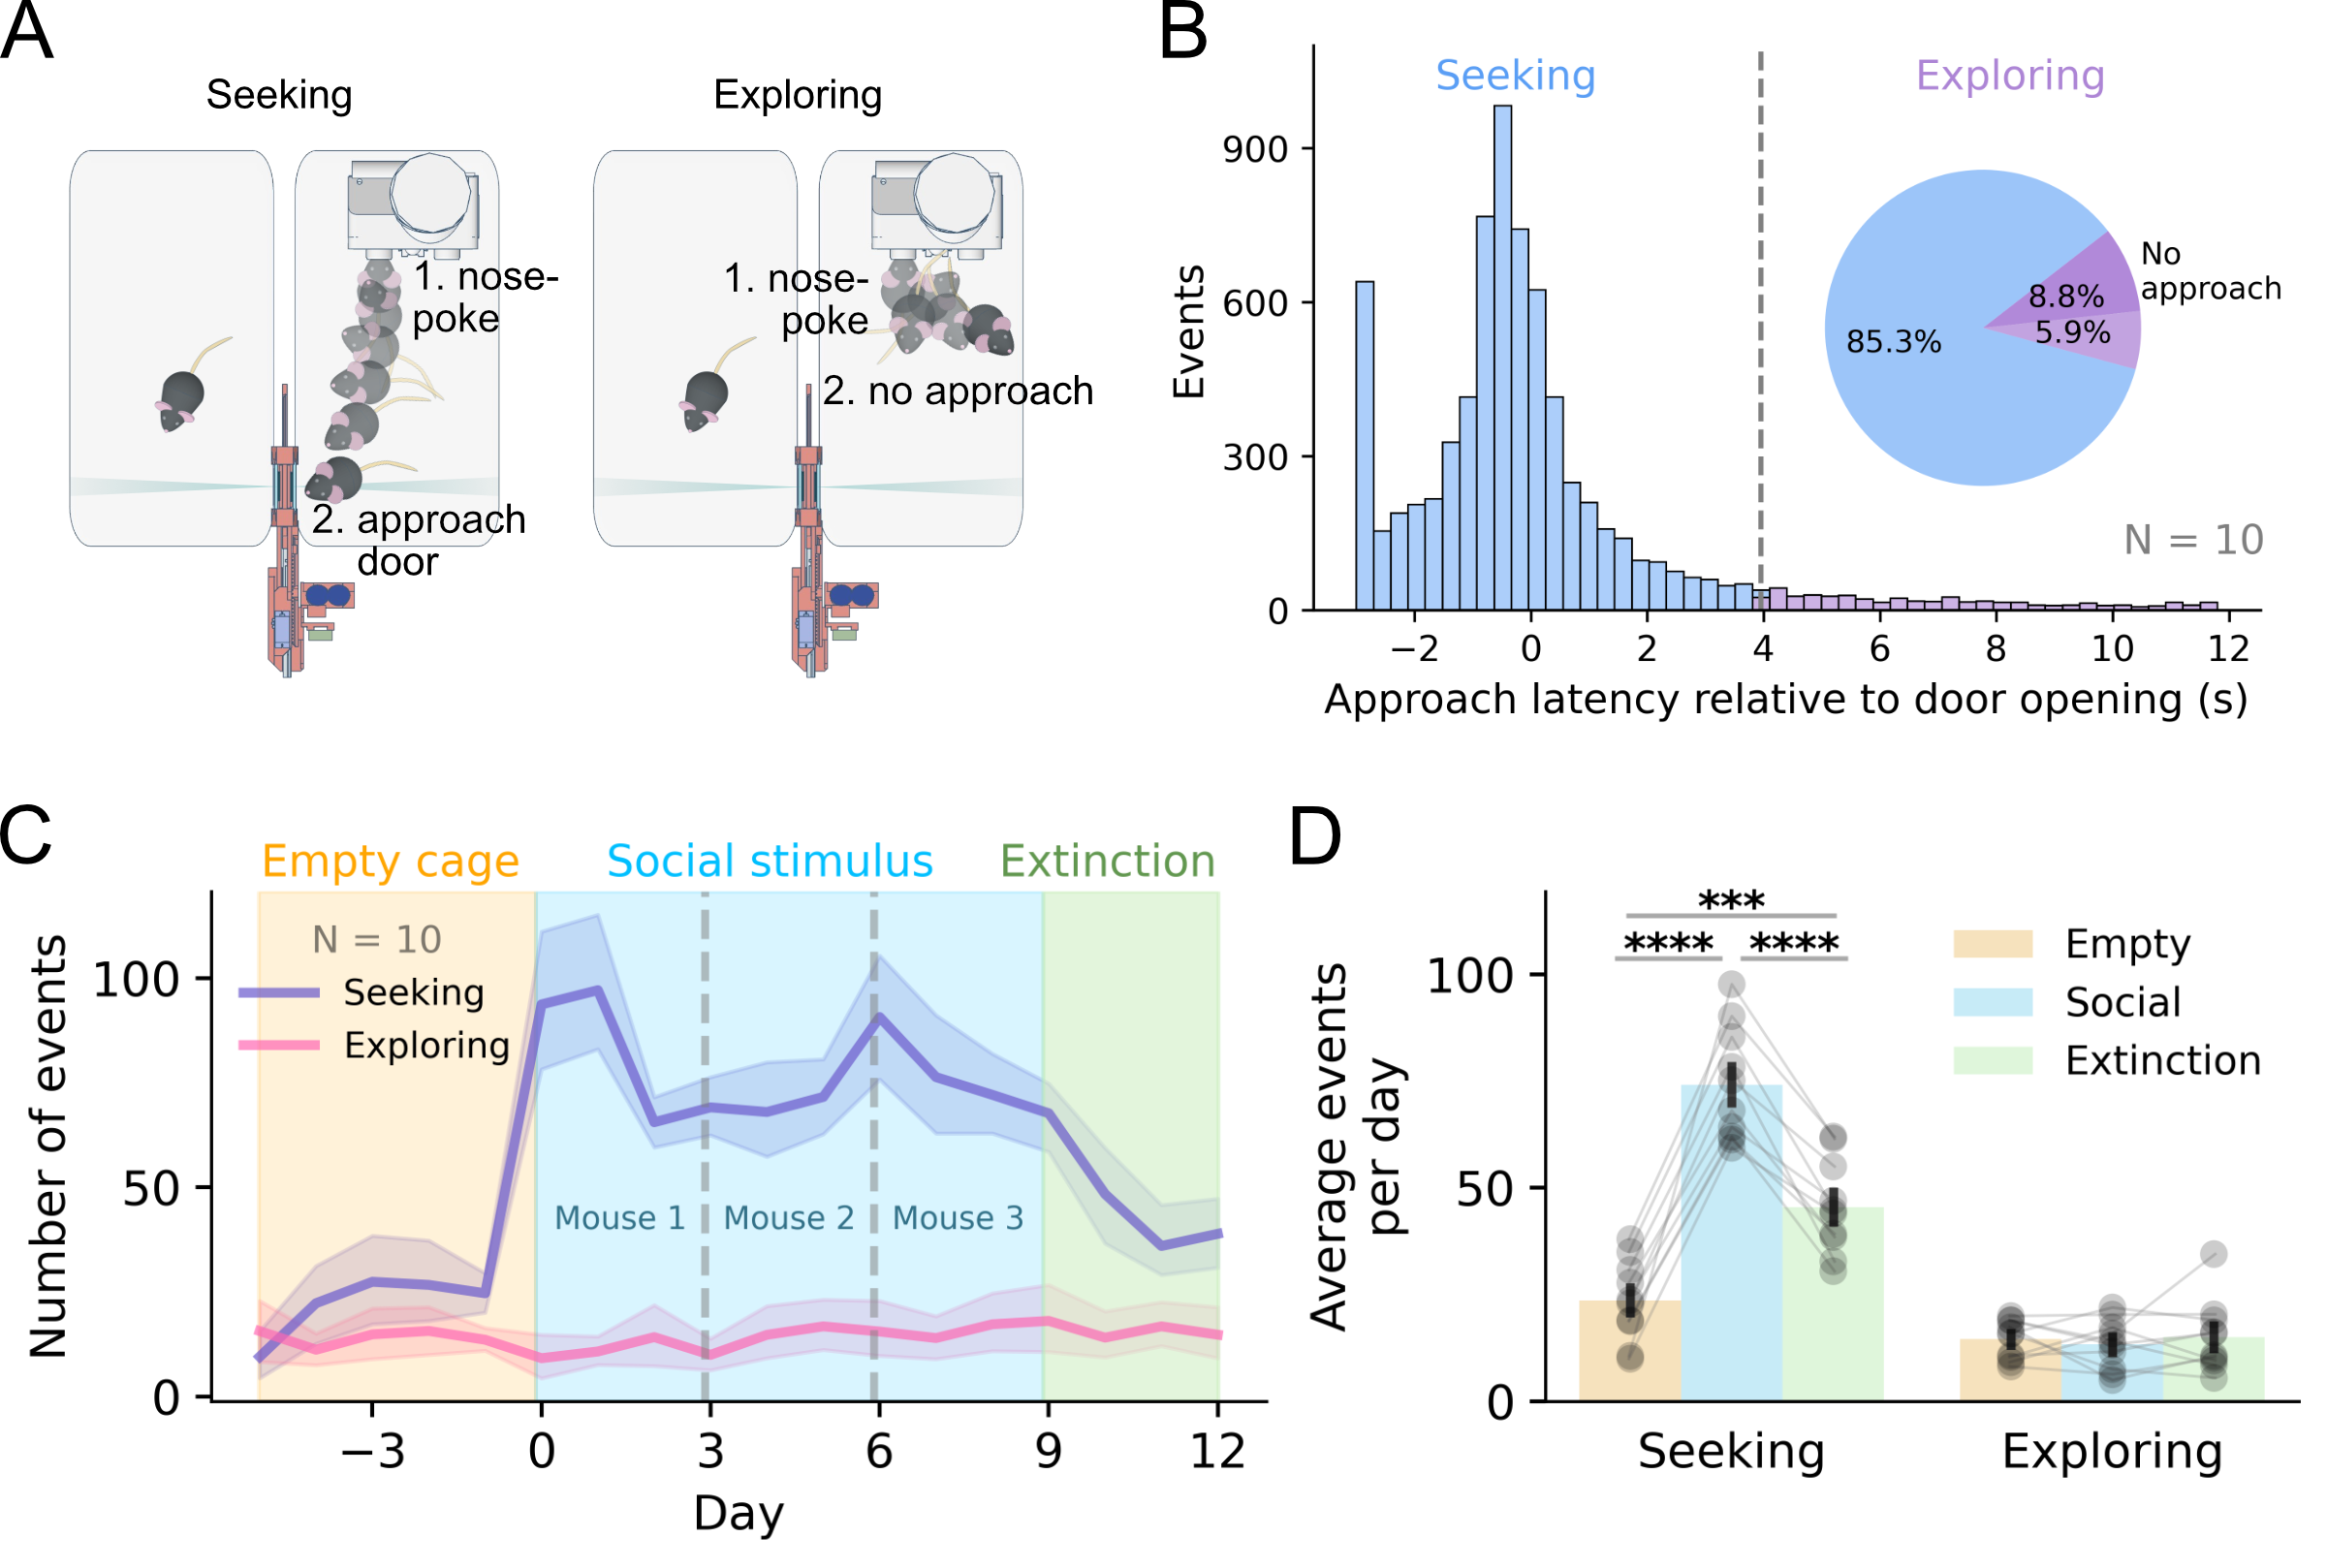 A
Seeking
Exploring
1. nose-
poke
2. approach
door
1. nose-
poke
2. no approach
B
Seeking
Exploring
Events
900
600
300
0
No
approach
8.8%
5.9%
85.3%
N = 10
−2 0 2 4 6 8 10 12
Approach latency relative to door opening (s)
C
Empty cage
Social stimulus
Extinction
Number of events
100
50
0
N = 10
Seeking
Exploring
Mouse 1
Mouse 2
Mouse 3
−3 0 3 6 9 12
Day
D
Average events
per day
100
50
0
***
**** ****
Empty
Social
Extinction
Seeking
Exploring